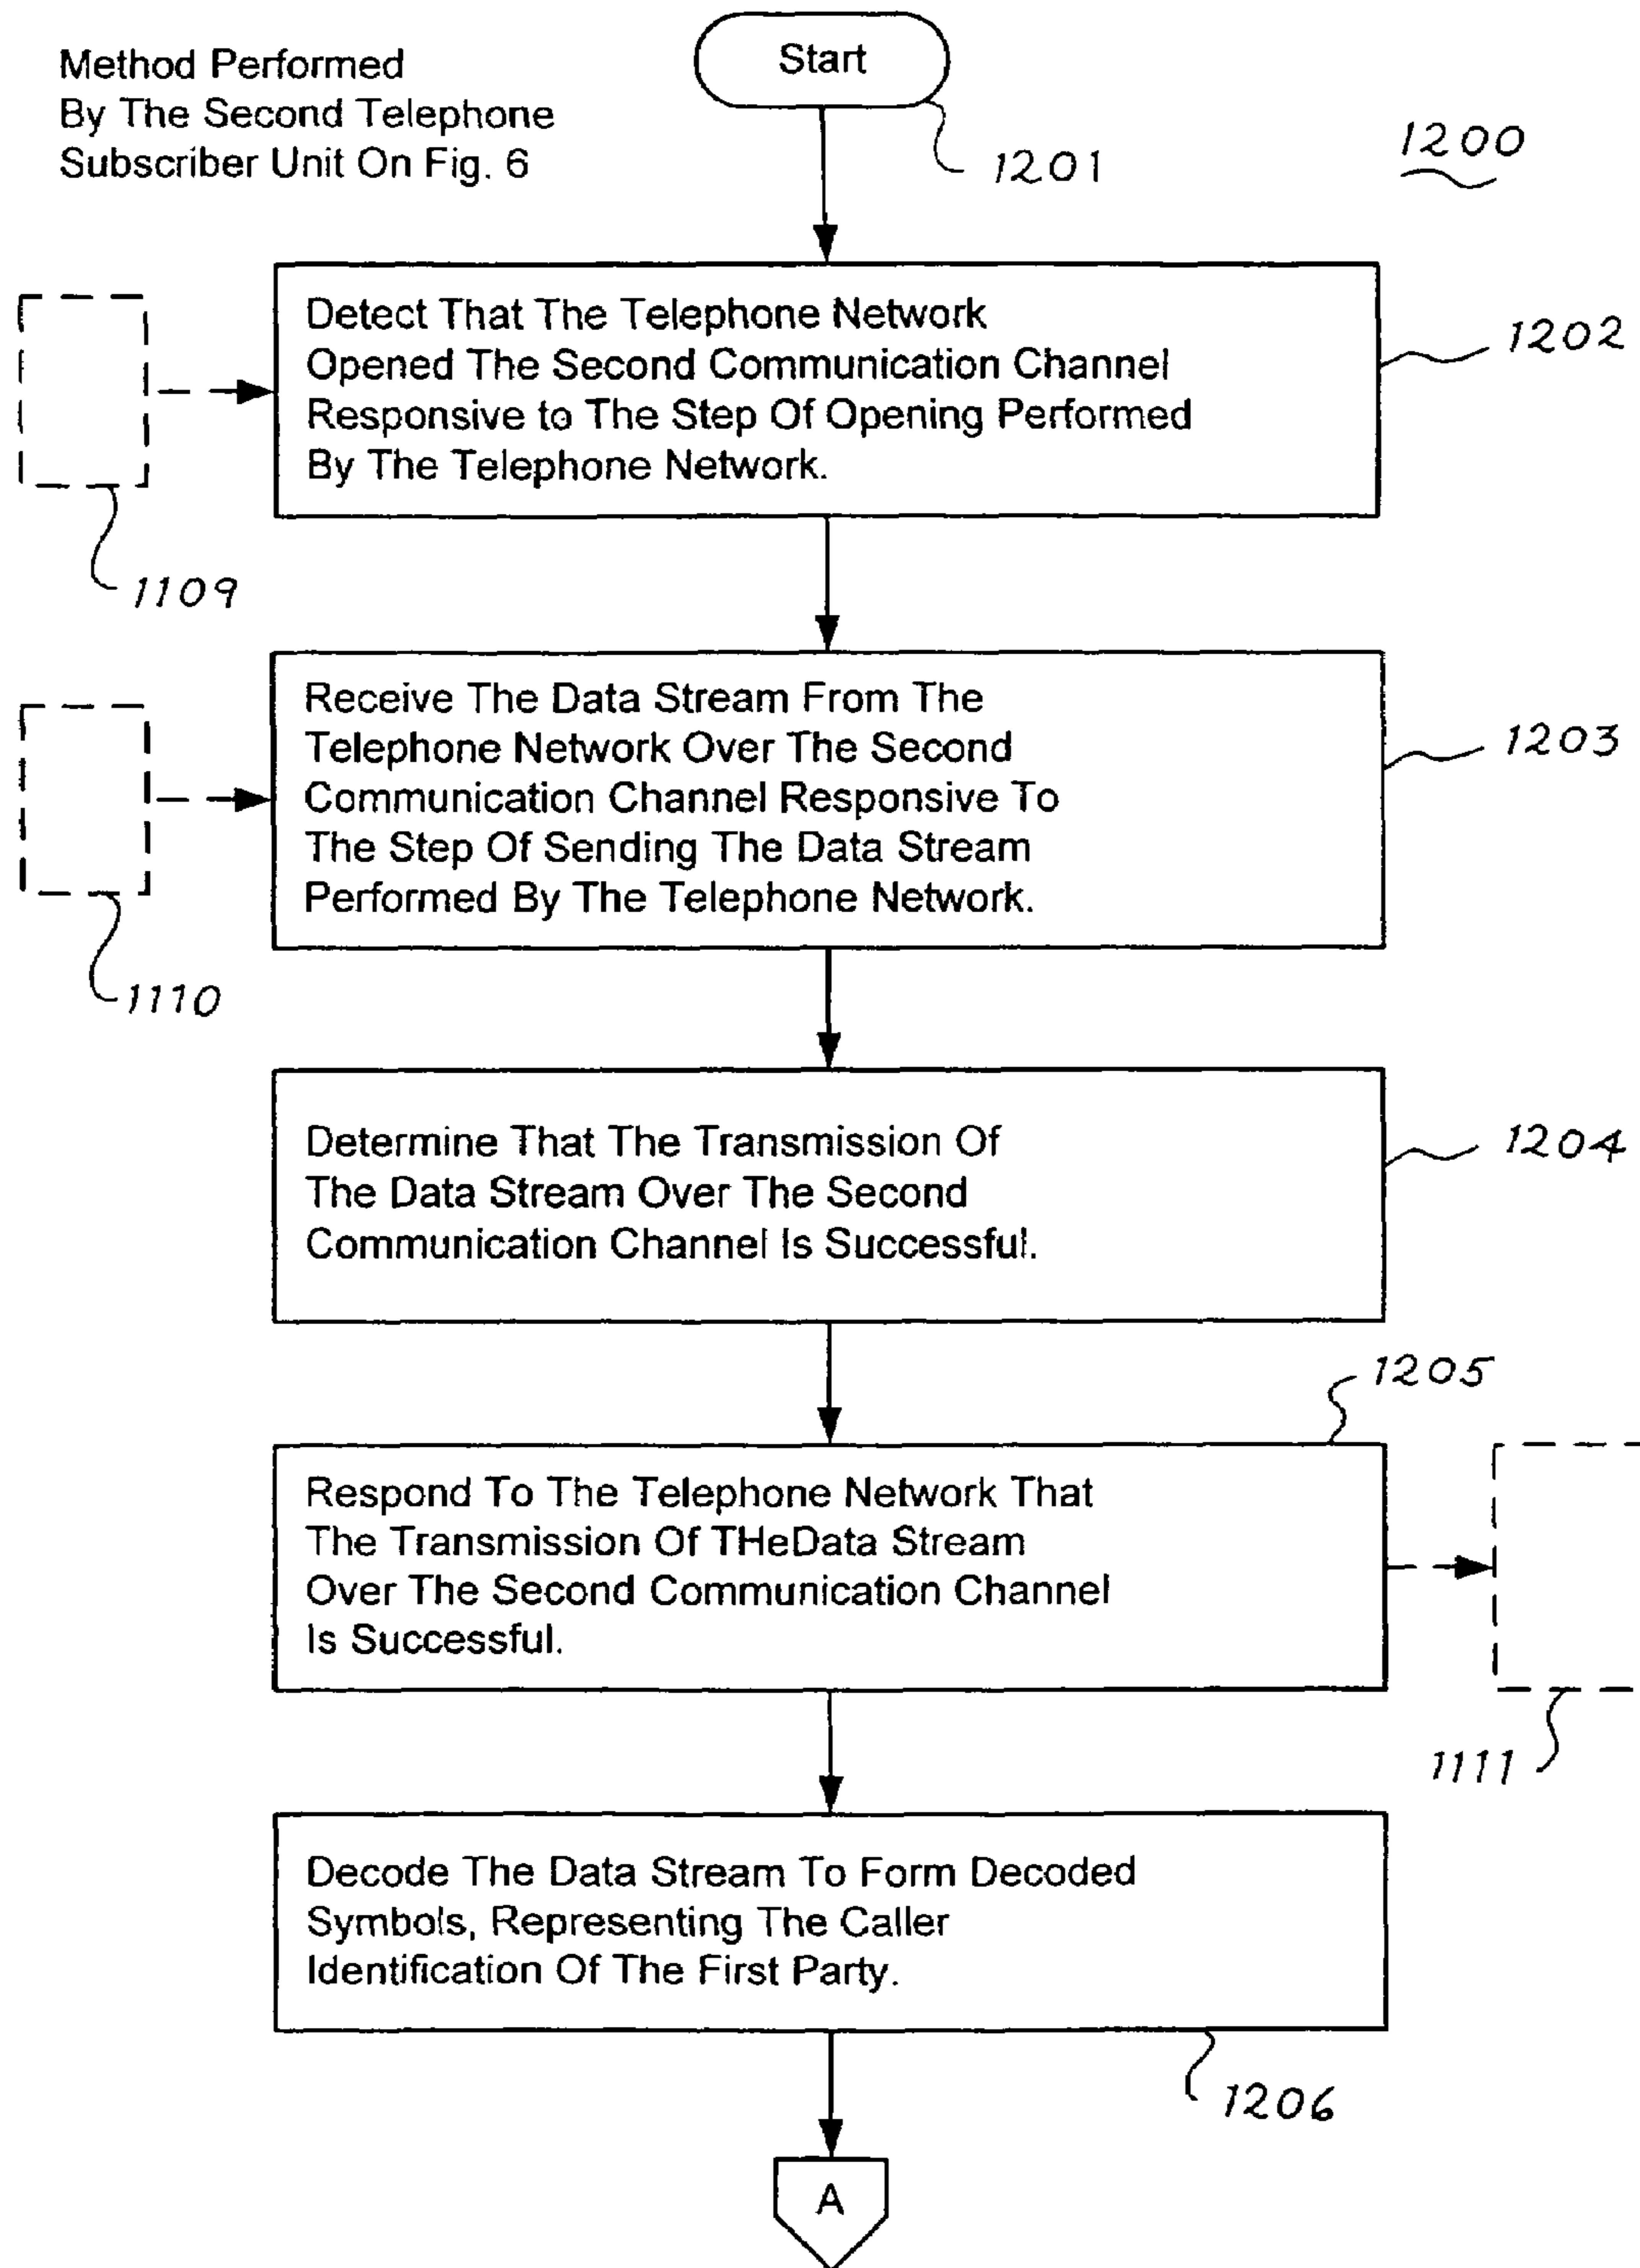 Method Performed
By The Second Telephone
Subscriber Unit On Fig. 6
Start
1201
1200
Detect That The Telephone Network
Opened The Second Communication Channel
Responsive to The Step Of Opening Performed
By The Telephone Network.
1202
1109
Receive The Data Stream From The
Telephone Network Over The Second
Communication Channel Responsive To
The Step Of Sending The Data Stream
Performed By The Telephone Network.
1203
1110
Determine That The Transmission Of
The Data Stream Over The Second
Communication Channel Is Successful.
1204
1205
Respond To The Telephone Network That
The Transmission Of THeData Stream
Over The Second Communication Channel
Is Successful.
1111
Decode The Data Stream To Form Decoded
Symbols, Representing The Caller
Identification Of The First Party.
1206
A